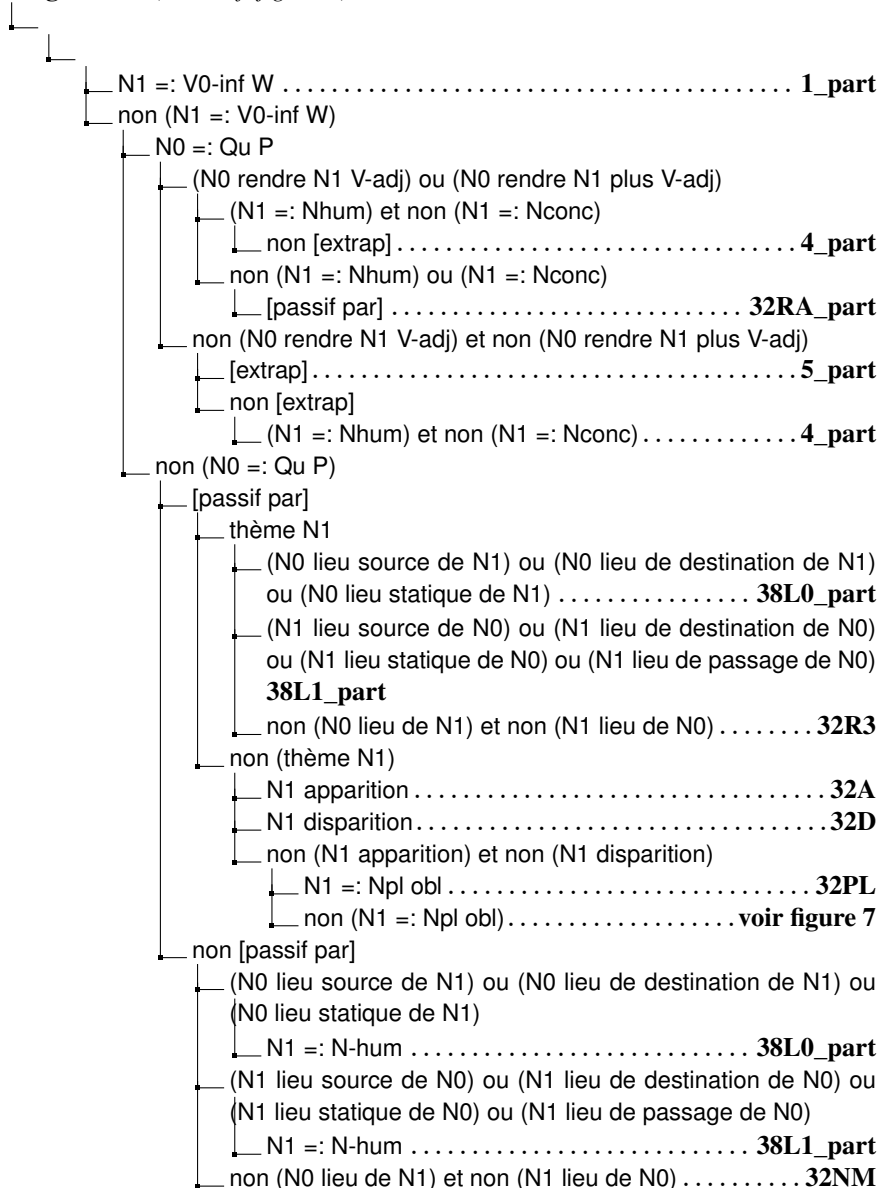 N1 =: V0-inf W . . . . . . . . . . . . . . . . . . . . . . . . . . . . . . . . . . . . . . . . . . 1_part
non (N1 =: V0-inf W)
N0 =: Qu P
(N0 rendre N1 V-adj) ou (N0 rendre N1 plus V-adj)
(N1 =: Nhum) et non (N1 =: Nconc)
non [extrap] . . . . . . . . . . . . . . . . . . . . . . . . . . . . . . . . . 4_part
non (N1 =: Nhum) ou (N1 =: Nconc)
[passif par] . . . . . . . . . . . . . . . . . . . . . . . . . . . . . 32RA_part
non (N0 rendre N1 V-adj) et non (N0 rendre N1 plus V-adj)
[extrap] . . . . . . . . . . . . . . . . . . . . . . . . . . . . . . . . . . . . . . . . 5_part
non [extrap]
(N1 =: Nhum) et non (N1 =: Nconc) . . . . . . . . . . . . . 4_part
non (N0 =: Qu P)
[passif par]
thème N1
(N0 lieu source de N1) ou (N0 lieu de destination de N1)
ou (N0 lieu statique de N1) . . . . . . . . . . . . . . . . 38L0_part
(N1 lieu source de N0) ou (N1 lieu de destination de N0)
ou (N1 lieu statique de N0) ou (N1 lieu de passage de N0)
38L1_part
non (N0 lieu de N1) et non (N1 lieu de N0) . . . . . . . . 32R3
non (thème N1)
N1 apparition . . . . . . . . . . . . . . . . . . . . . . . . . . . . . . . . . . 32A
N1 disparition . . . . . . . . . . . . . . . . . . . . . . . . . . . . . . . . . . 32D
non (N1 apparition) et non (N1 disparition)
N1 =: Npl obl . . . . . . . . . . . . . . . . . . . . . . . . . . . . . . 32PL
non (N1 =: Npl obl) . . . . . . . . . . . . . . . . . . . voir figure 7
non [passif par]
(N0 lieu source de N1) ou (N0 lieu de destination de N1) ou
(N0 lieu statique de N1)
N1 =: N-hum . . . . . . . . . . . . . . . . . . . . . . . . . . . . 38L0_part
(N1 lieu source de N0) ou (N1 lieu de destination de N0) ou
(N1 lieu statique de N0) ou (N1 lieu de passage de N0)
N1 =: N-hum . . . . . . . . . . . . . . . . . . . . . . . . . . . . 38L1_part
non (N0 lieu de N1) et non (N1 lieu de N0) . . . . . . . . . . 32NM